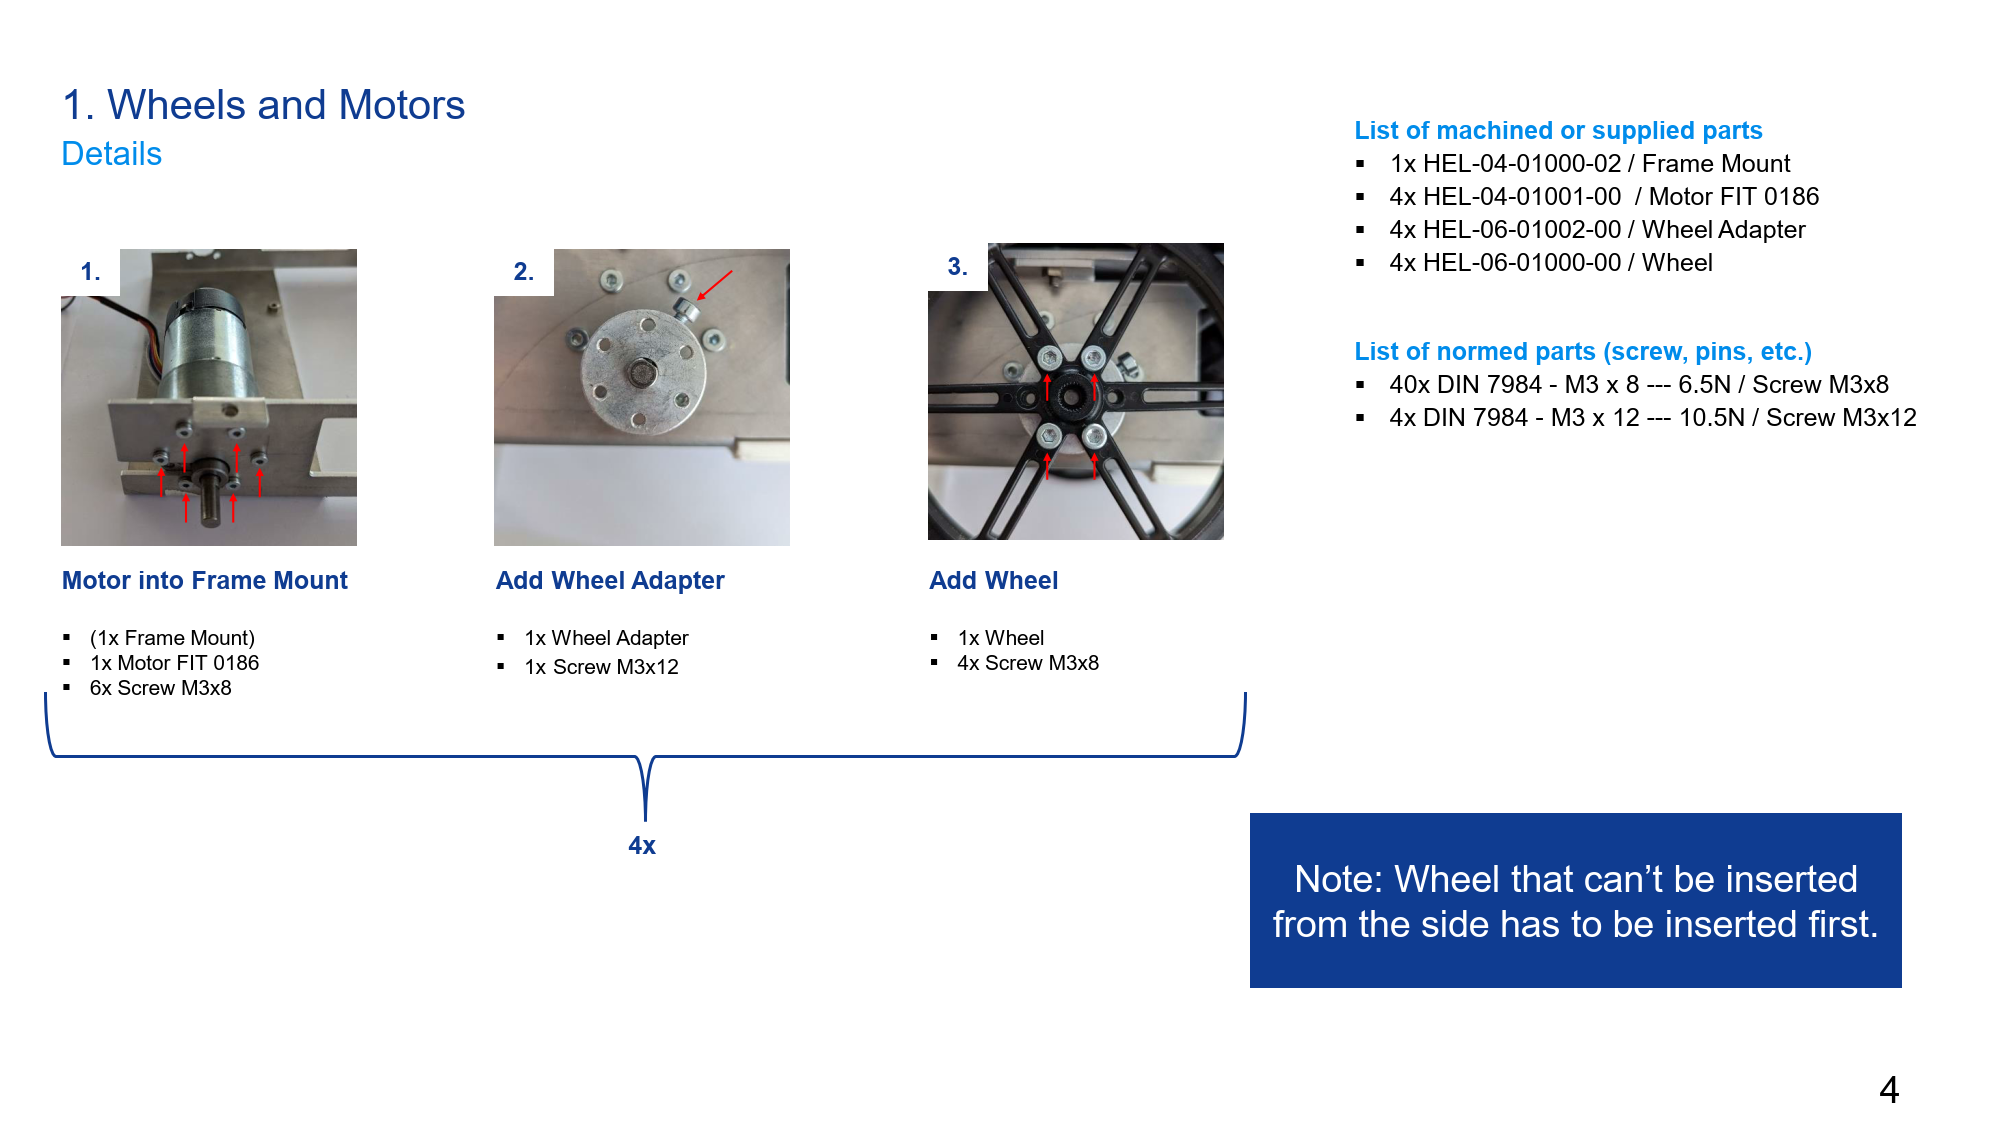 1. Wheels and Motors
Details
List of machined or supplied parts
▪ 1x HEL-04-01000-02 / Frame Mount
▪ 4x HEL-04-01001-00 / Motor FIT 0186
▪ 4x HEL-06-01002-00 / Wheel Adapter
▪ 4x HEL-06-01000-00 / Wheel
List of normed parts (screw, pins, etc.)
▪ 40x DIN 7984 - M3 x 8 --- 6.5N / Screw M3x8
▪ 4x DIN 7984 - M3 x 12 --- 10.5N / Screw M3x12
1.
Motor into Frame Mount
▪ (1x Frame Mount)
▪ 1x Motor FIT 0186
▪ 6x Screw M3x8
2.
Add Wheel Adapter
▪ 1x Wheel Adapter
▪ 1x Screw M3x12
3.
Add Wheel
▪ 1x Wheel
▪ 4x Screw M3x8
4x
Note: Wheel that can’t be inserted
from the side has to be inserted first.
4